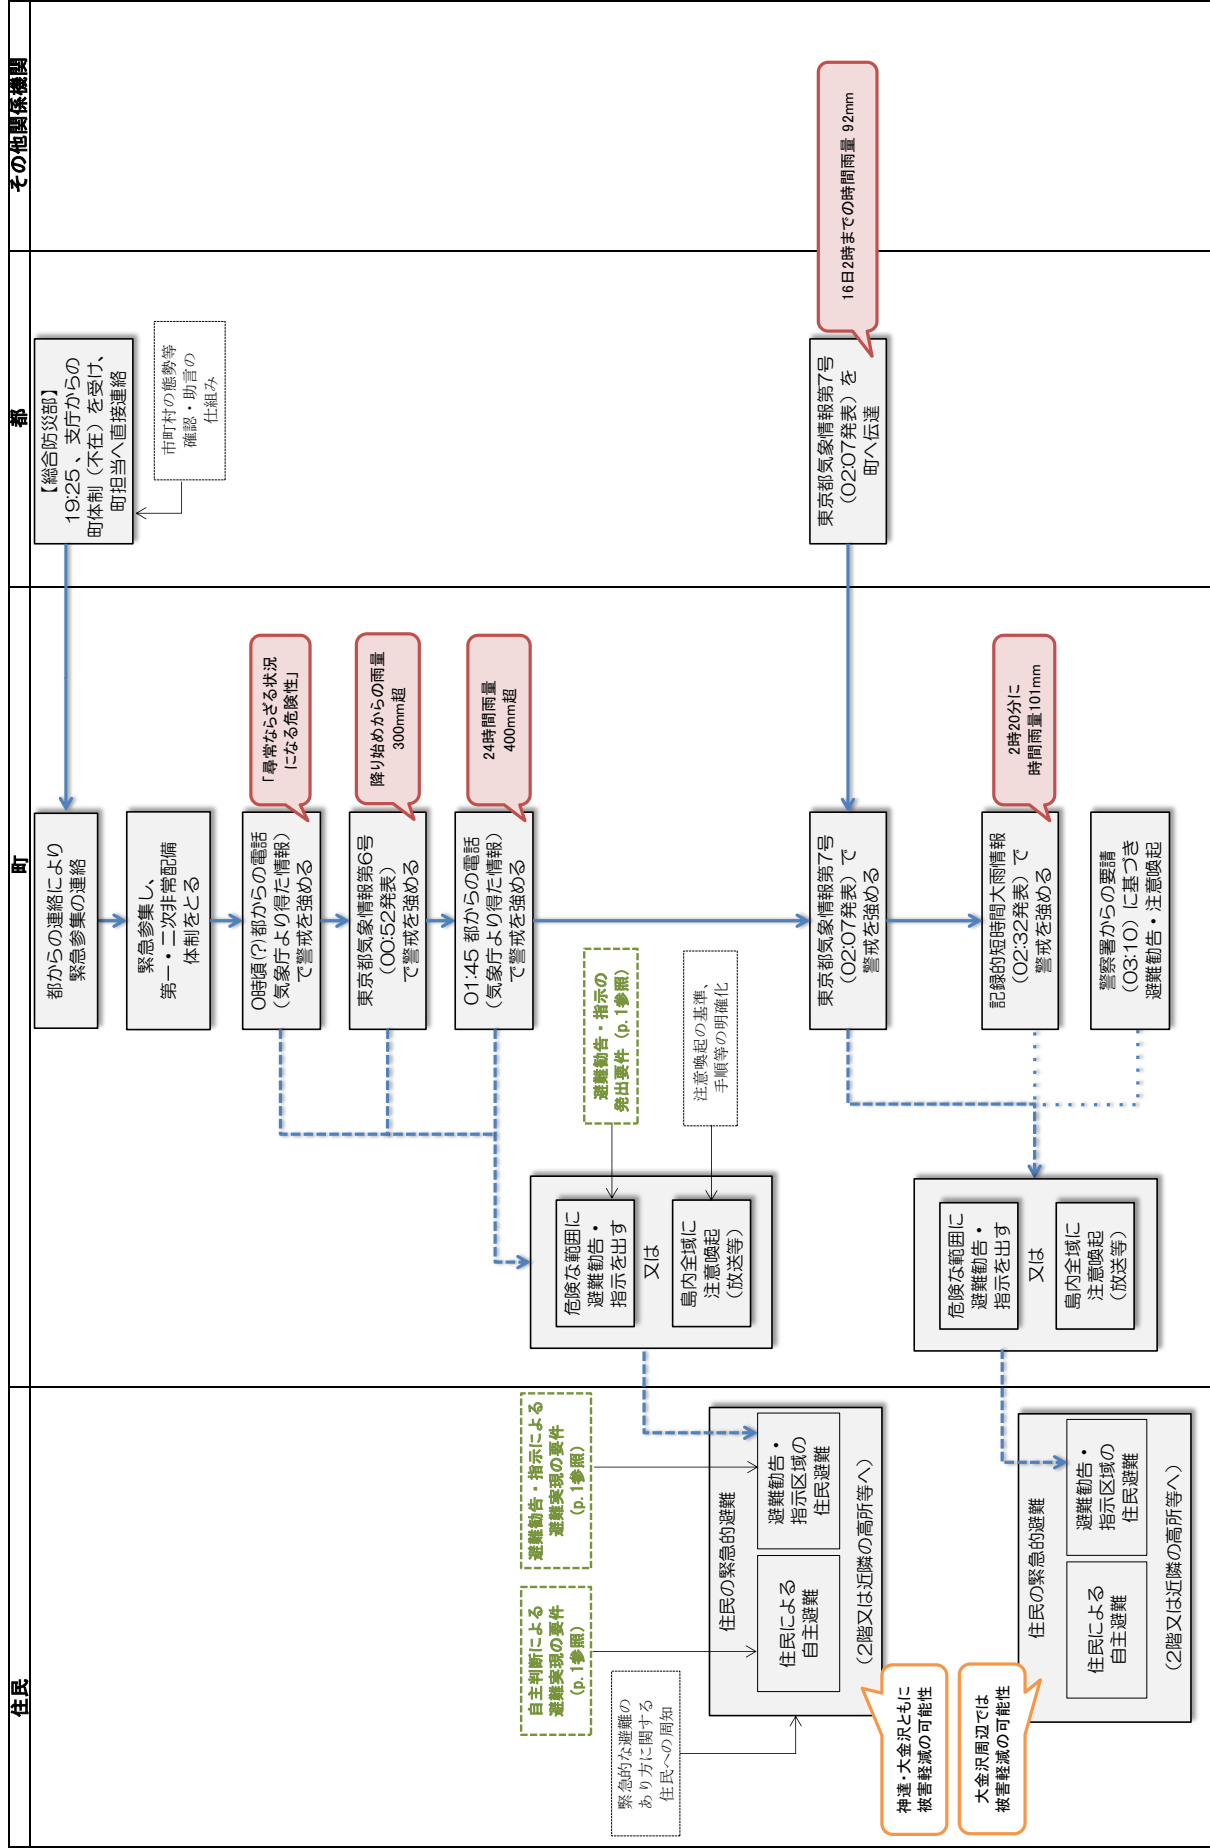 住民
町
都
その他関係機関
【総合防災部】
19:25 、支庁からの
町体制（不在）を受け、
町担当へ直接連絡
市町村の態勢等
確認・助言の
仕組み
都からの連絡により
緊急参集の連絡
緊急参集し、
第一・二次非常配備
体制をとる
0時頃(?)都からの電話
（気象庁より得た情報）
で警戒を強める
「尋常ならざる状況
になる危険性」
東京都気象情報第6号
（00:52発表）
で警戒を強める
降り始めからの雨量
300mm超
01:45 都からの電話
（気象庁より得た情報）
で警戒を強める
24時間雨量
400mm超
避難勧告・指示の
発出要件（p.1参照）
注意喚起の基準、
手順等の明確化
危険な範囲に
避難勧告・
指示を出す
又は
島内全域に
注意喚起
（放送等）
避難勧告・指示による
避難実現の要件
（p.1参照）
自主判断による
避難実現の要件
（p.1参照）
緊急的な避難の
あり方に関する
住民への周知
住民の緊急的避難
住民による
自主避難
避難勧告・
指示区域の
住民避難
（2階又は近隣の高所等へ）
神達・大金沢ともに
被害軽減の可能性
東京都気象情報第7号
（02:07発表）を
町へ伝達
16日2時までの時間雨量 92mm
東京都気象情報第7号
（02:07発表）で
警戒を強める
記録的短時間大雨情報
（02:32発表）で
警戒を強める
2時20分に
時間雨量101mm
警察署からの要請
（03:10）に基づき
避難勧告・注意喚起
危険な範囲に
避難勧告・
指示を出す
又は
島内全域に
注意喚起
（放送等）
住民の緊急的避難
住民による
自主避難
避難勧告・
指示区域の
住民避難
（2階又は近隣の高所等へ）
大金沢周辺では
被害軽減の可能性